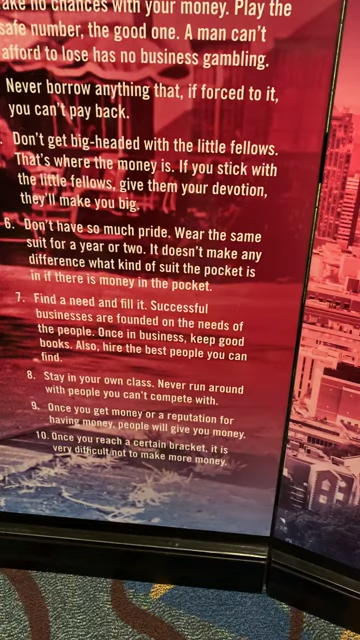 ake no chances with your money. Play the
safe number, the good one. A man can't
afford to lose has no business gambling.
Never borrow anything that, if forced to it,
you can't pay back.
Don't get big-headed with the little fellows.
That's where the money is. If you stick with
the little fellows, give them your devotion,
they'll make you big.
6. Don't have so much pride. Wear the same
suit for a year or two. It doesn't make any
difference what kind of suit the pocket is
in if there is money in the pocket.
7. Find a need and fill it. Successful
businesses are founded on the needs of
the people. Once in business, keep good
books. Also, hire the best people you can
find.
8. Stay in your own class. Never run around
with people you can't compete with.
9. Once you get money or a reputation for
having money, people will give you money.
10. Once you reach a certain bracket, it is
very difficult not to make more money.